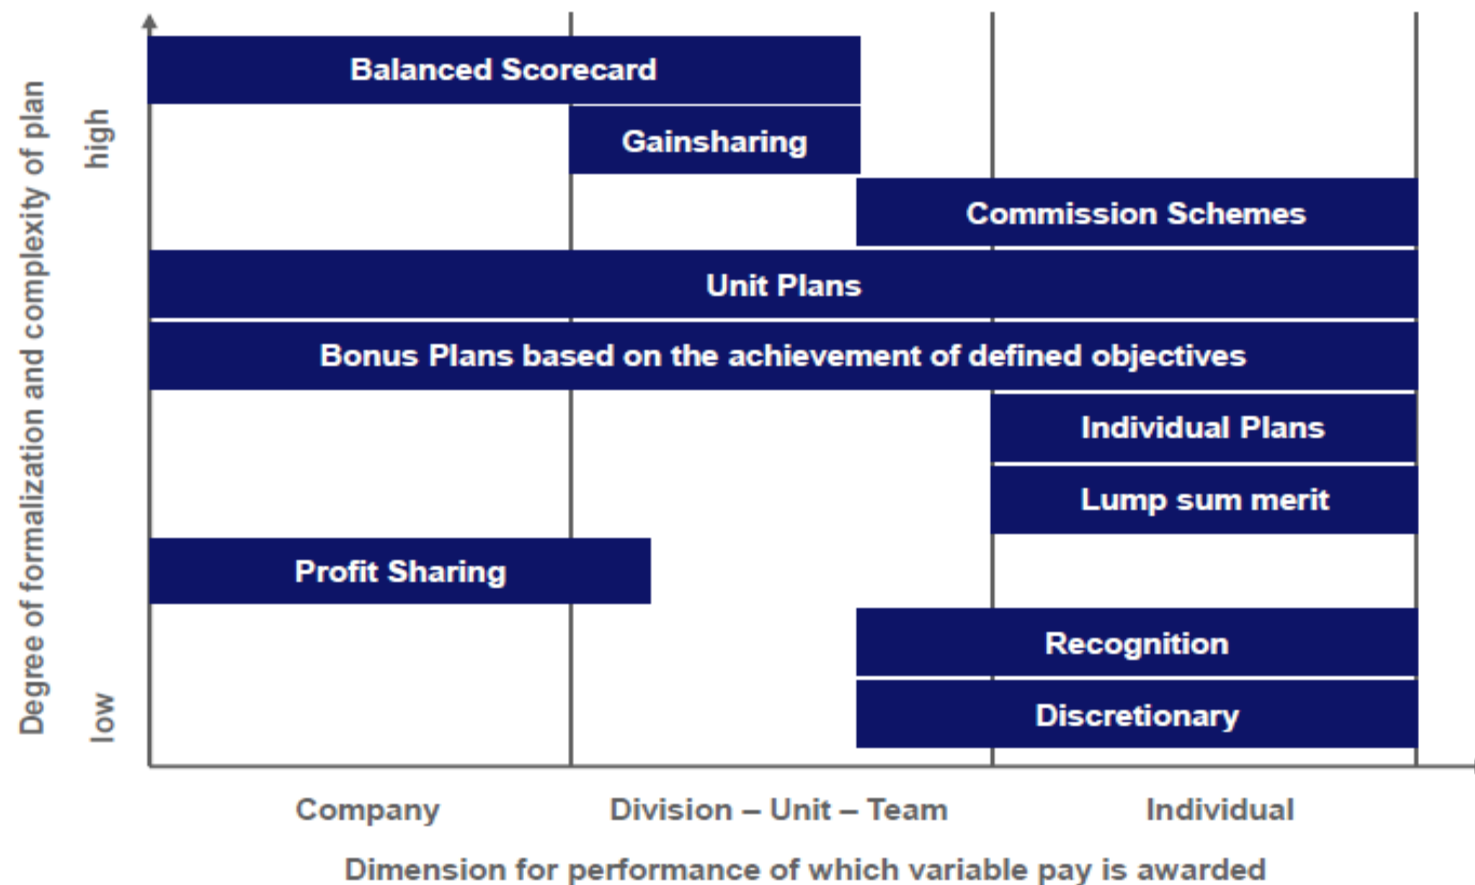 Degree of formalization and complexity of plan
high
low
Balanced Scorecard
Gainsharing
Commission Schemes
Unit Plans
Bonus Plans based on the achievement of defined objectives
Individual Plans
Lump sum merit
Profit Sharing
Recognition
Discretionary
Company
Division – Unit – Team
Individual
Dimension for performance of which variable pay is awarded